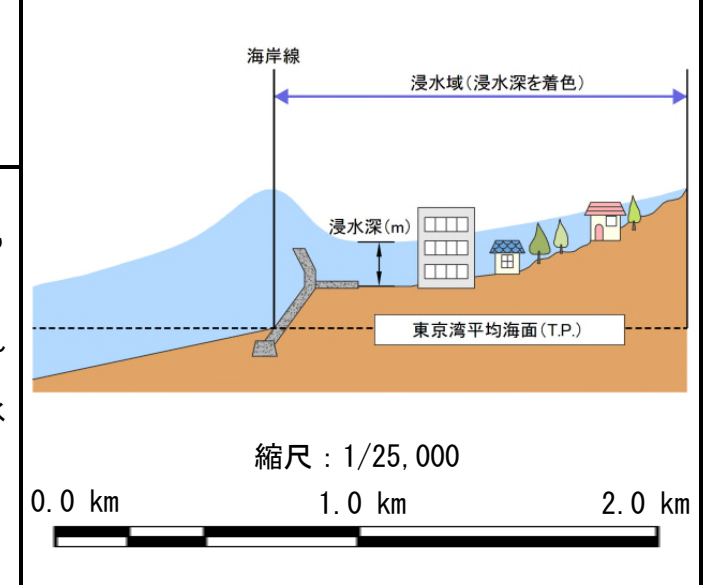 海岸線
浸水域（浸水深を着色）
浸水深（m）
東京湾平均海面（T.P.）
縮尺：1/25,000
0.0 km 1.0 km 2.0 km